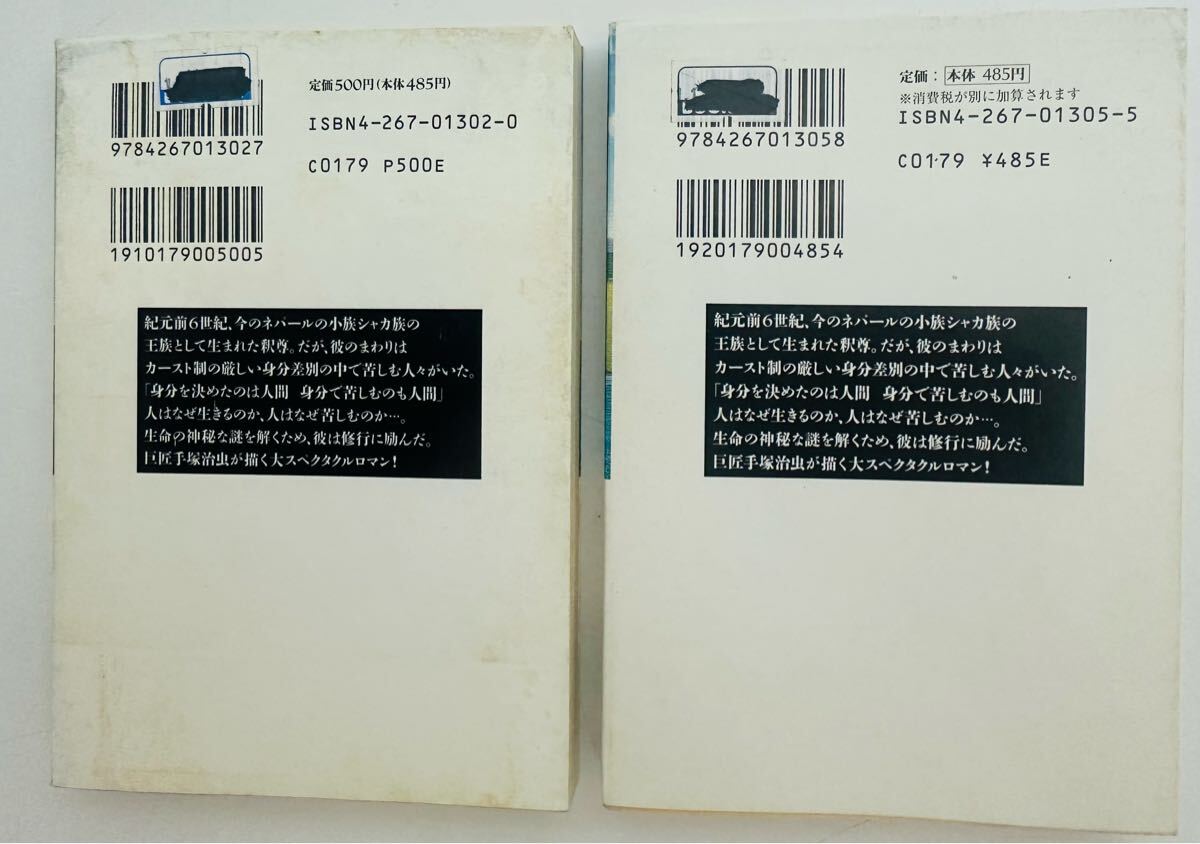 定価500円(本体485円)
ISBN4-267-01302-0
9784267013027
C0179 P500E
1910179005005
紀元前6世紀、今のネパールの小族シャカ族の
王族として生まれた釈尊。だが、彼のまわりは
カースト制の厳しい身分差別の中で苦しむ人々がいた。
「身分を決めたのは人間 身分で苦しむのも人間」
人はなぜ生きるのか、人はなぜ苦しむのか…。
生命の神秘な謎を解くため、彼は修行に励んだ。
巨匠手塚治虫が描く大スペクタクルロマン!
定価: 本体 485円
※消費税が別に加算されます
ISBN4-267-01305-5
9784267013058
C0179 ¥485E
1920179004854
紀元前6世紀、今のネパールの小族シャカ族の
王族として生まれた釈尊。だが、彼のまわりは
カースト制の厳しい身分差別の中で苦しむ人々がいた。
「身分を決めたのは人間 身分で苦しむのも人間」
人はなぜ生きるのか、人はなぜ苦しむのか…。
生命の神秘な謎を解くため、彼は修行に励んだ。
巨匠手塚治虫が描く大スペクタクルロマン!